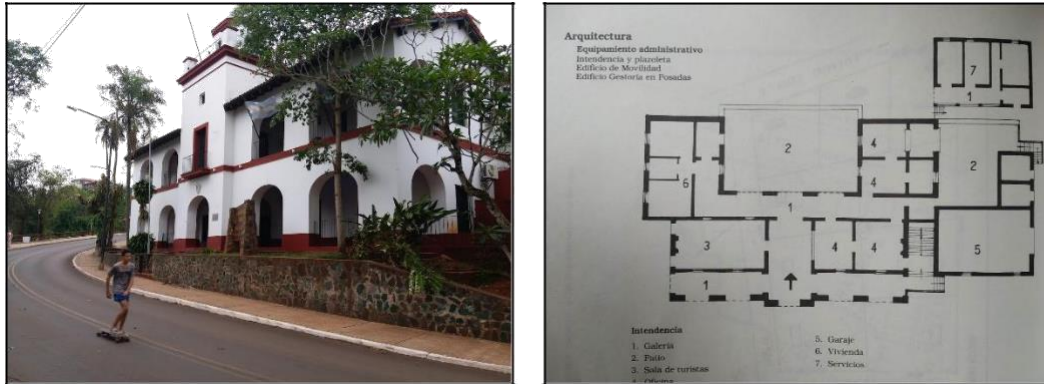 Arquitectura
Equipamiento administrativo
Intendencia y plazoleta
Edificio de Movilidad
Edificio Gestoría en Posadas
7
1
2
4
2
4
6
1
3
4
4
5
1
Intendencia
1. Galería
2. Patio
3. Sala de turistas
4. Oficina
5. Garaje
6. Vivienda
7. Servicios